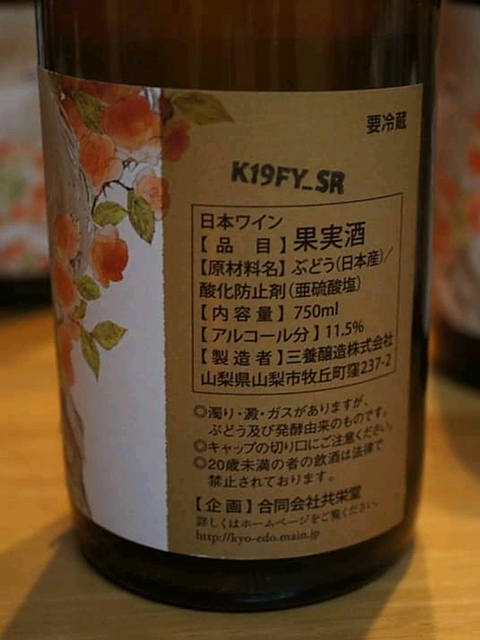 要冷蔵
K19FY_SR
日本ワイン
【品 目】果実酒
【原材料名】ぶどう(日本産)/
酸化防止剤(亜硫酸塩)
【内容量】750ml
【アルコール分】11.5%
【製造者】三養醸造株式会社
山梨県山梨市牧丘町窪237-2
◎濁り・澱・ガスがありますが、
ぶどう及び発酵由来のものです。
◎キャップの切り口にご注意ください。
◎20歳未満の者の飲酒は法律で
禁止されております。
【企画】合同会社共栄堂
詳しくはホームページをご覧ください。
http://kyo-edo.main.jp